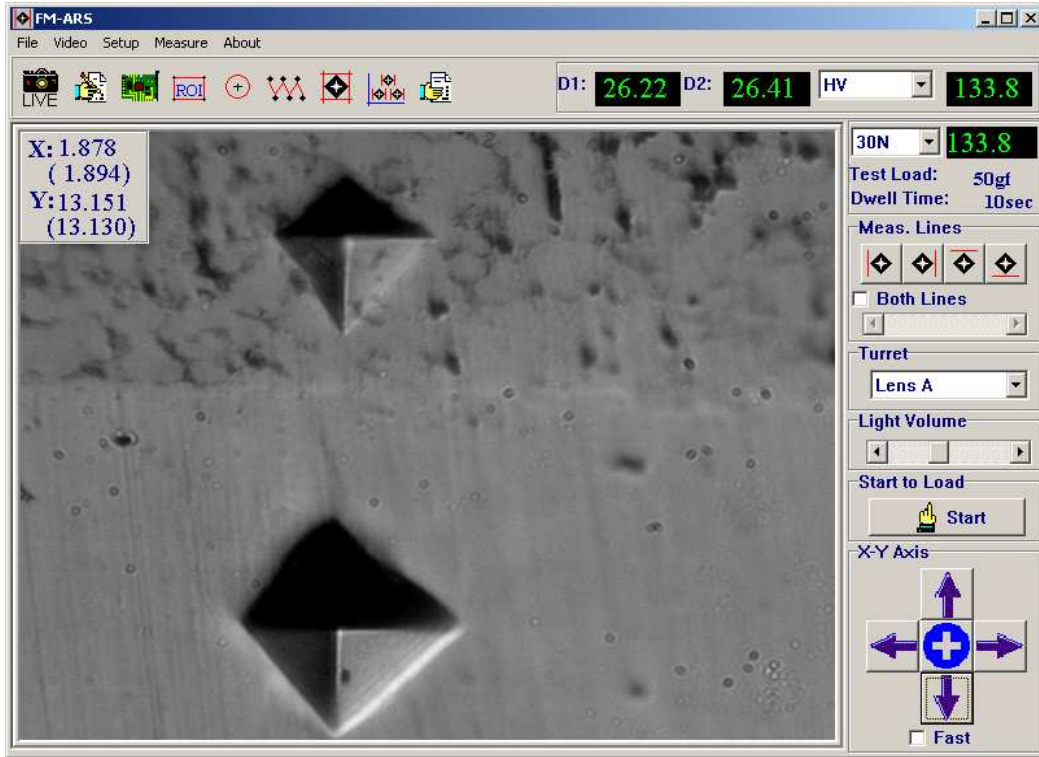 FM-ARS
File Video Setup Measure About
LIVE ROI D1: 26.22 D2: 26.41 HV 133.8
X: 1.878
( 1.894)
Y: 13.151
(13.130)
30N 133.8
Test Load: 50gf
Dwell Time: 10sec
Meas. Lines
Both Lines
Turret
Lens A
Light Volume
Start to Load
Start
X-Y Axis
Fast